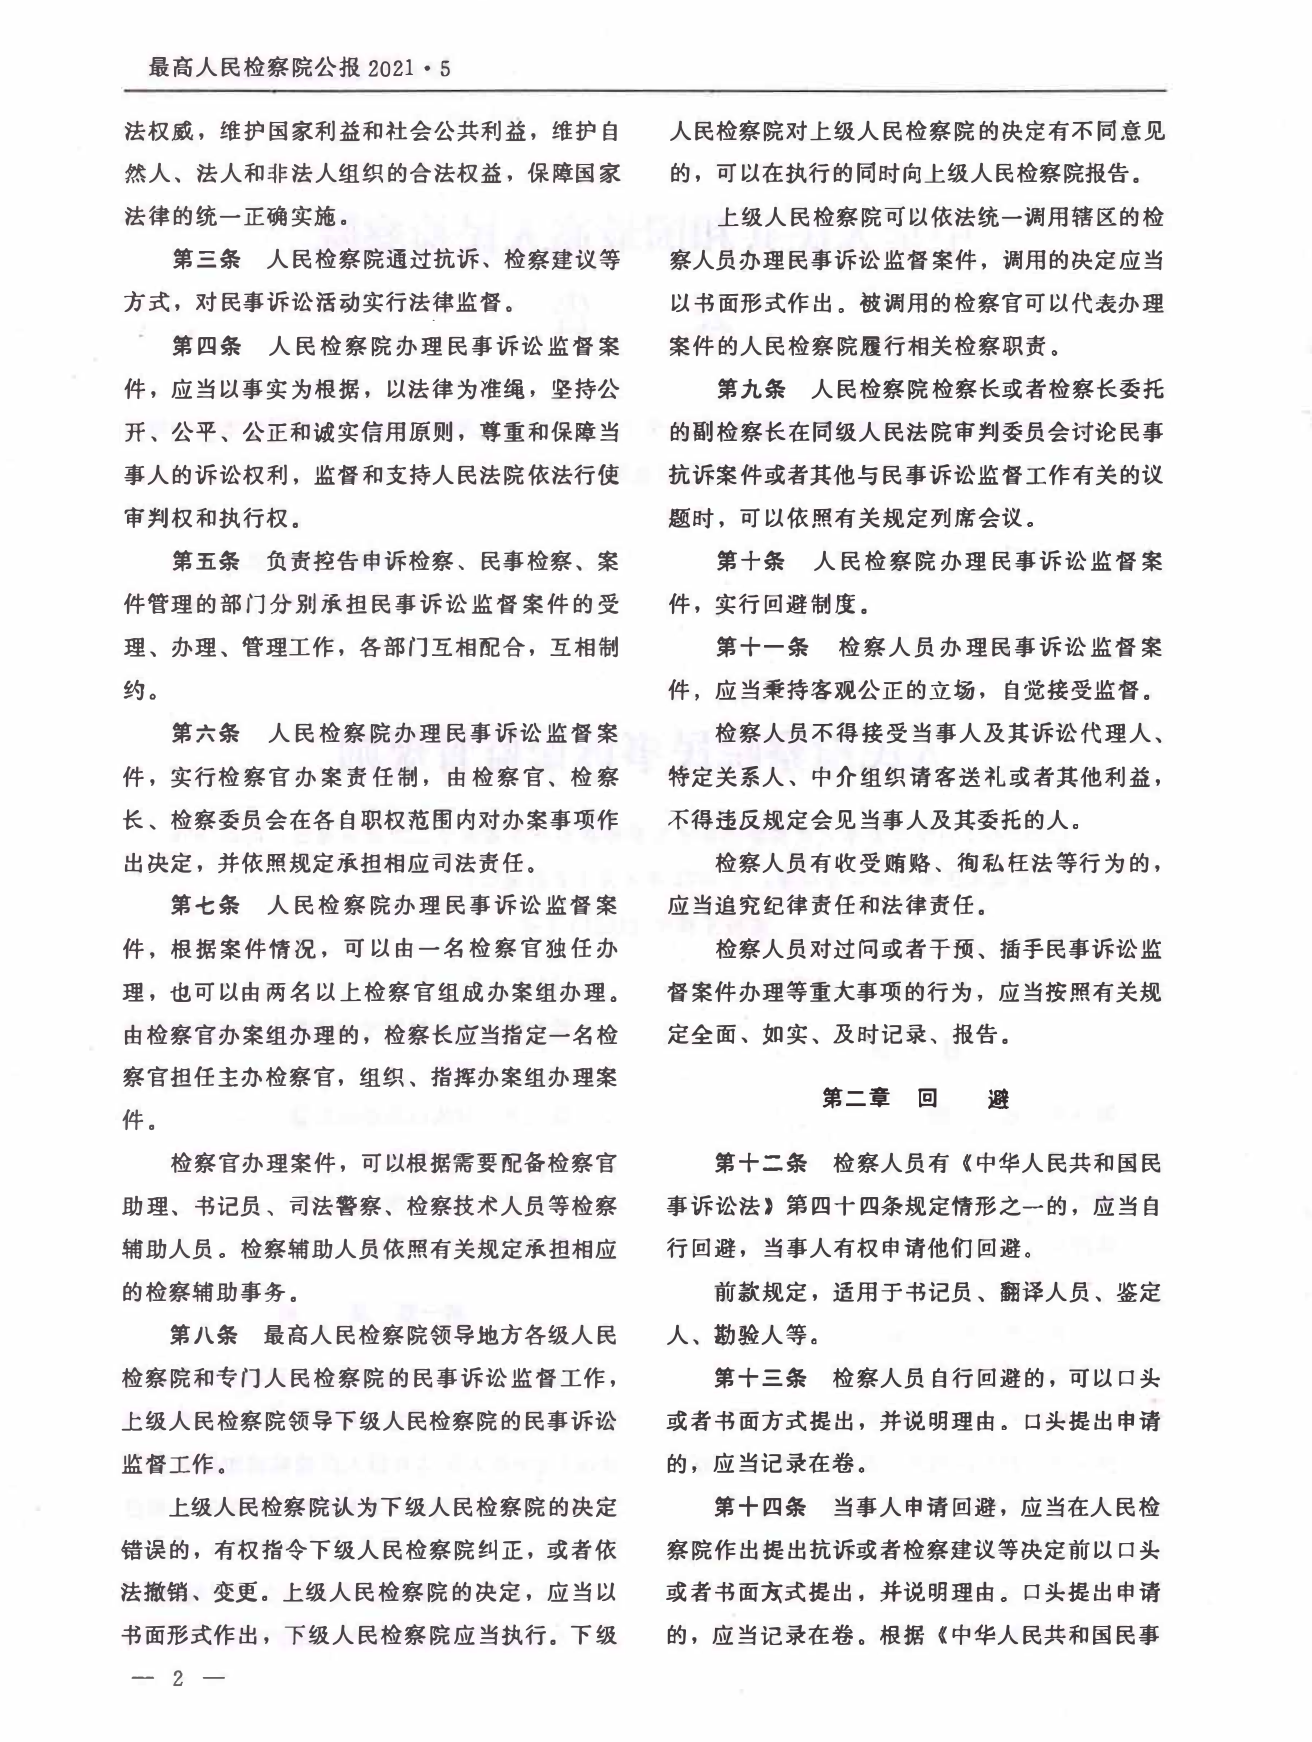 最高人民检察院公报 2021·5
法权威，维护国家利益和社会公共利益，维护自
然人、法人和非法人组织的合法权益，保障国家
法律的统一正确实施。
第三条　人民检察院通过抗诉、检察建议等
方式，对民事诉讼活动实行法律监督。
第四条　人民检察院办理民事诉讼监督案
件，应当以事实为根据，以法律为准绳，坚持公
开、公平、公正和诚实信用原则，尊重和保障当
事人的诉讼权利，监督和支持人民法院依法行使
审判权和执行权。
第五条　负责控告申诉检察、民事检察、案
件管理的部门分别承担民事诉讼监督案件的受
理、办理、管理工作，各部门互相配合，互相制
约。
第六条　人民检察院办理民事诉讼监督案
件，实行检察官办案责任制，由检察官、检察
长、检察委员会在各自职权范围内对办案事项作
出决定，并依照规定承担相应司法责任。
第七条　人民检察院办理民事诉讼监督案
件，根据案件情况，可以由一名检察官独任办
理，也可以由两名以上检察官组成办案组办理。
由检察官办案组办理的，检察长应当指定一名检
察官担任主办检察官，组织、指挥办案组办理案
件。
检察官办理案件，可以根据需要配备检察官
助理、书记员、司法警察、检察技术人员等检察
辅助人员。检察辅助人员依照有关规定承担相应
的检察辅助事务。
第八条　最高人民检察院领导地方各级人民
检察院和专门人民检察院的民事诉讼监督工作，
上级人民检察院领导下级人民检察院的民事诉讼
监督工作。
上级人民检察院认为下级人民检察院的决定
错误的，有权指令下级人民检察院纠正，或者依
法撤销、变更。上级人民检察院的决定，应当以
书面形式作出，下级人民检察院应当执行。下级
人民检察院对上级人民检察院的决定有不同意见
的，可以在执行的同时向上级人民检察院报告。
上级人民检察院可以依法统一调用辖区的检
察人员办理民事诉讼监督案件，调用的决定应当
以书面形式作出。被调用的检察官可以代表办理
案件的人民检察院履行相关检察职责。
第九条　人民检察院检察长或者检察长委托
的副检察长在同级人民法院审判委员会讨论民事
抗诉案件或者其他与民事诉讼监督工作有关的议
题时，可以依照有关规定列席会议。
第十条　人民检察院办理民事诉讼监督案
件，实行回避制度。
第十一条　检察人员办理民事诉讼监督案
件，应当秉持客观公正的立场，自觉接受监督。
检察人员不得接受当事人及其诉讼代理人、
特定关系人、中介组织请客送礼或者其他利益，
不得违反规定会见当事人及其委托的人。
检察人员有收受贿赂、徇私枉法等行为的，
应当追究纪律责任和法律责任。
检察人员对过问或者干预、插手民事诉讼监
督案件办理等重大事项的行为，应当按照有关规
定全面、如实、及时记录、报告。
第二章　回　　避
第十二条　检察人员有《中华人民共和国民
事诉讼法》第四十四条规定情形之一的，应当自
行回避，当事人有权申请他们回避。
前款规定，适用于书记员、翻译人员、鉴定
人、勘验人等。
第十三条　检察人员自行回避的，可以口头
或者书面方式提出，并说明理由。口头提出申请
的，应当记录在卷。
第十四条　当事人申请回避，应当在人民检
察院作出提出抗诉或者检察建议等决定前以口头
或者书面方式提出，并说明理由。口头提出申请
的，应当记录在卷。根据《中华人民共和国民事
— 2 —